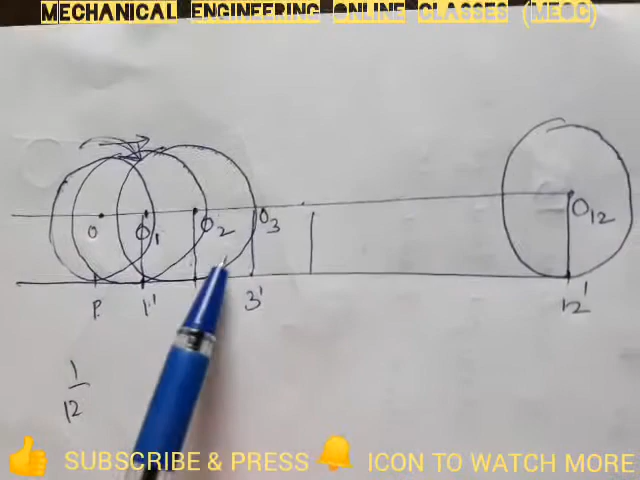 MECHANICAL ENGINEERING ONLINE CLASSES (MEOC)
O O1 O2 O3 O12
P 1' 3' 12'
1
12
SUBSCRIBE & PRESS ICON TO WATCH MORE